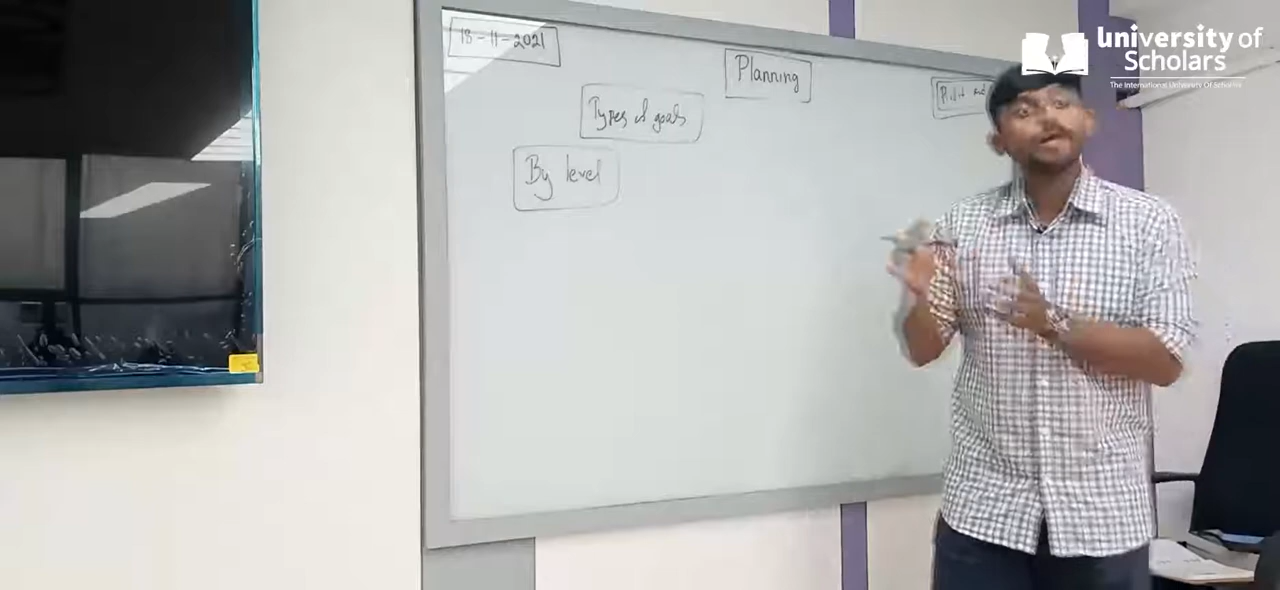 18-11-2021
Planning
Types of goals
By level
University of
Scholars
The International University Of Scholars